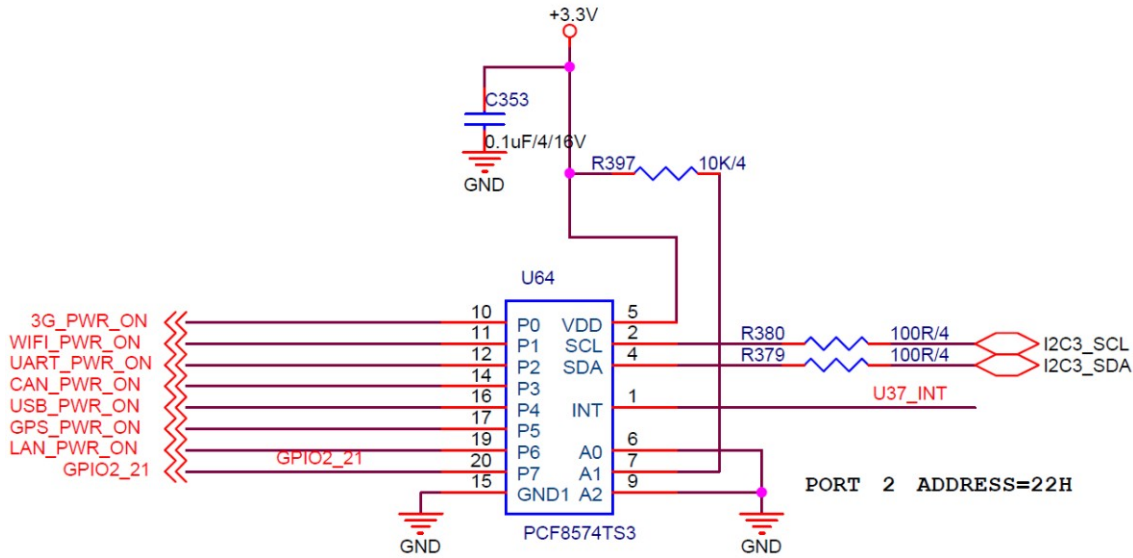 +3.3V
C353
0.1uF/4/16V
GND
R397 10K/4
U64
3G_PWR_ON 10 P0 VDD 5
WIFI_PWR_ON 11 P1 SCL 2 R380 100R/4 I2C3_SCL
UART_PWR_ON 12 P2 SDA 4 R379 100R/4 I2C3_SDA
CAN_PWR_ON 14 P3
USB_PWR_ON 16 P4 INT 1 U37_INT
GPS_PWR_ON 17 P5
LAN_PWR_ON 19 P6 A0 6
GPIO2_21 GPIO2_21 20 P7 A1 7
15 GND1 A2 9
PORT 2 ADDRESS=22H
PCF8574TS3
GND
GND